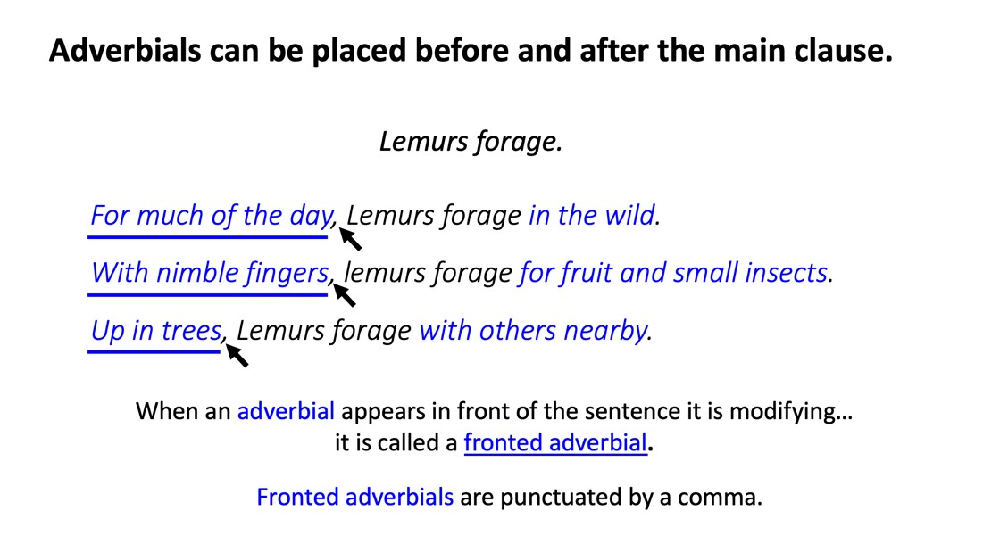 Adverbials can be placed before and after the main clause.
Lemurs forage.
For much of the day, Lemurs forage in the wild.
With nimble fingers, lemurs forage for fruit and small insects.
Up in trees, Lemurs forage with others nearby.
When an adverbial appears in front of the sentence it is modifying…
it is called a fronted adverbial.
Fronted adverbials are punctuated by a comma.